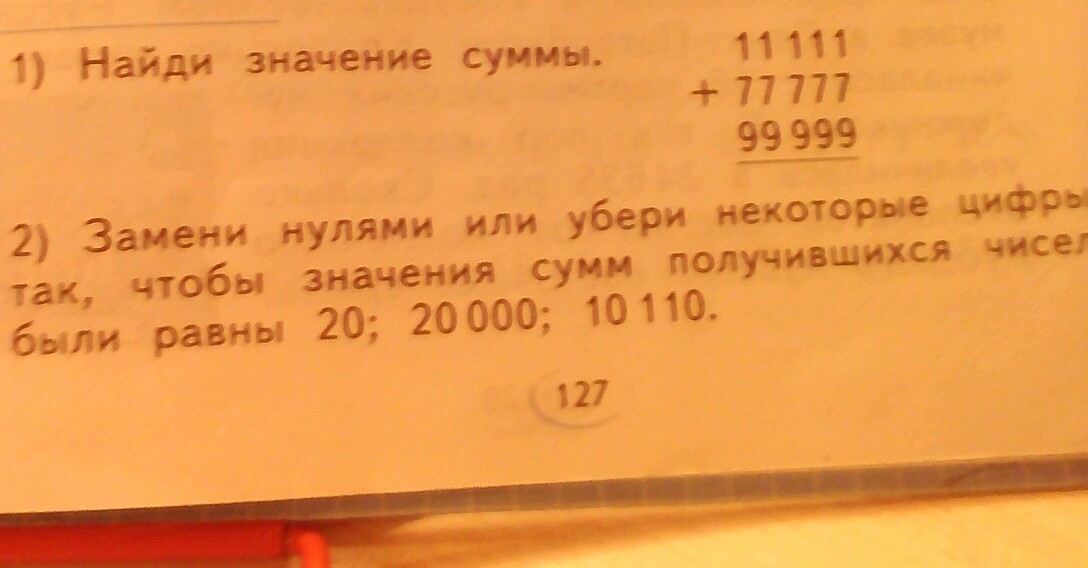 1) Найди значение суммы.
11 111
+ 77 777
99 999
2) Замени нулями или убери некоторые цифры
так, чтобы значения сумм получившихся чисел
были равны 20; 20 000; 10 110.
127